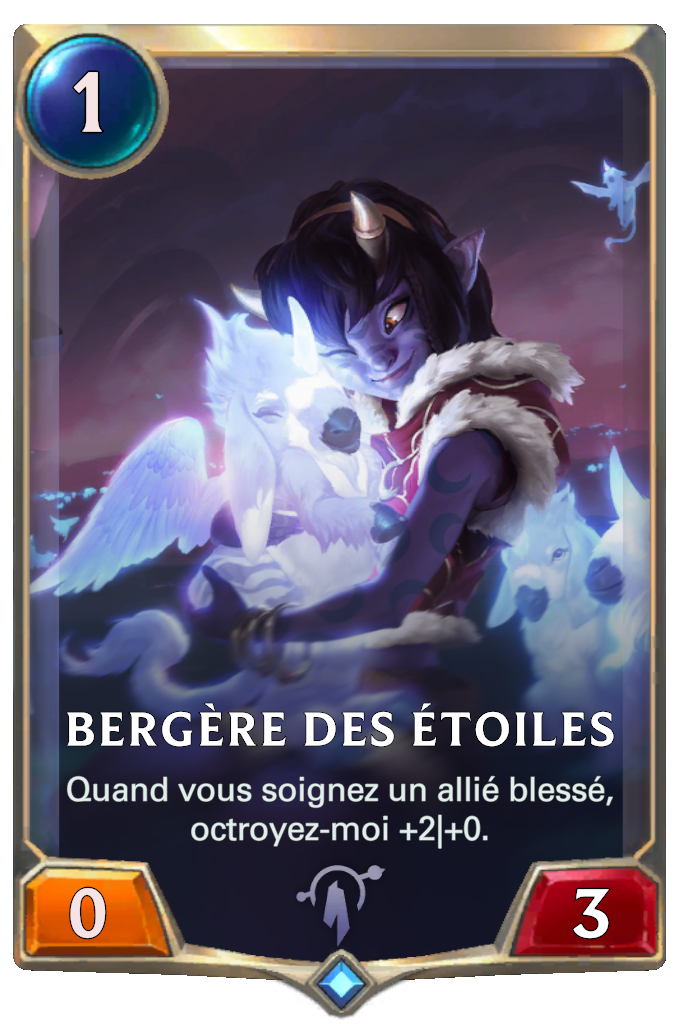 1
BERGÈRE DES ÉTOILES
Quand vous soignez un allié blessé,
octroyez-moi +2|+0.
0
3